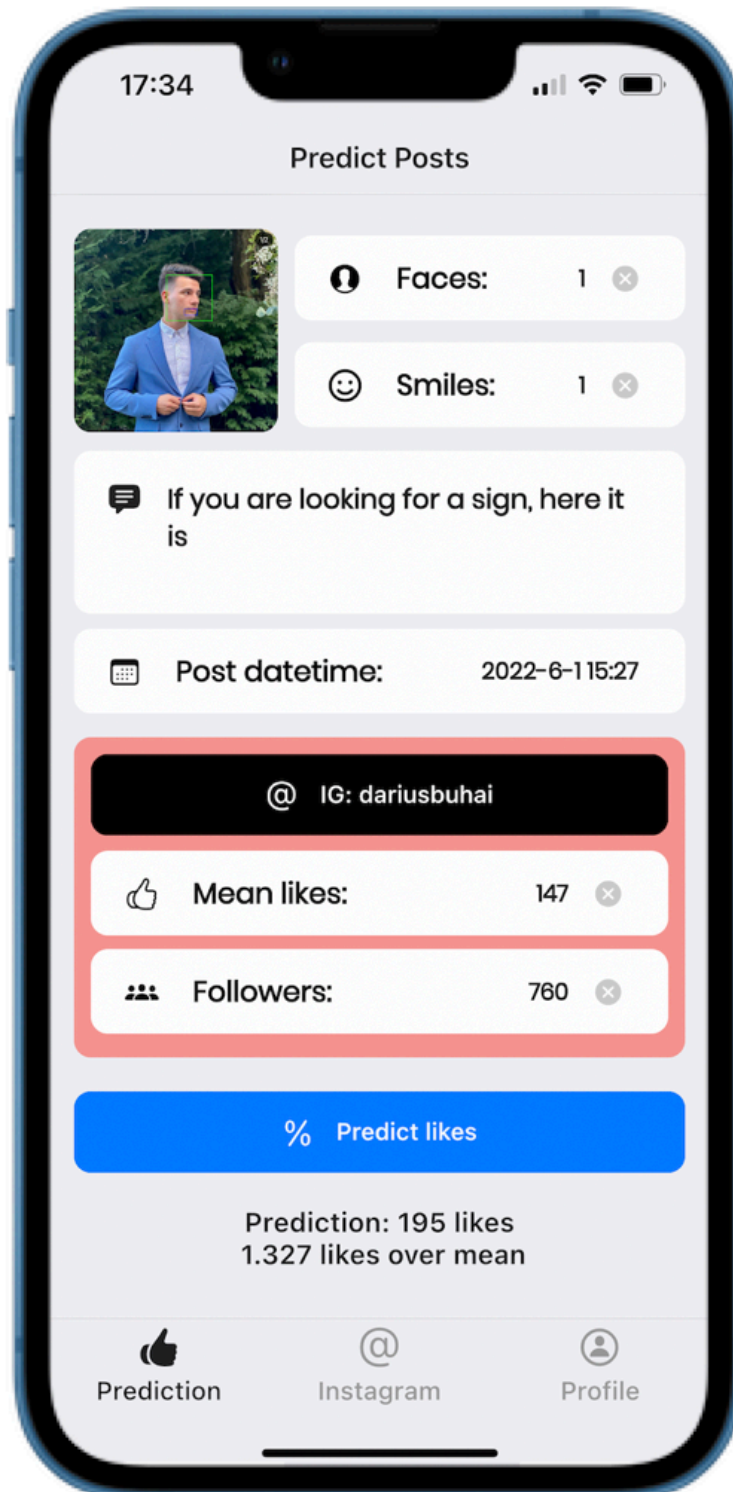 17:34
Predict Posts
1/2
Faces: 1
Smiles: 1
If you are looking for a sign, here it
is
Post datetime: 2022-6-1 15:27
@ IG: dariusbuhai
Mean likes: 147
Followers: 760
% Predict likes
Prediction: 195 likes
1.327 likes over mean
Prediction @ Instagram Profile